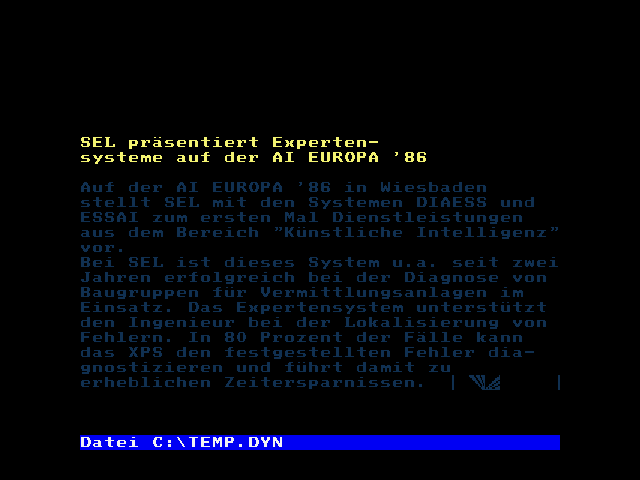 SEL präsentiert Experten-
systeme auf der AI EUROPA '86
Auf der AI EUROPA '86 in Wiesbaden
stellt SEL mit den Systemen DIAESS und
ESSAI zum ersten Mal Dienstleistungen
aus dem Bereich "Künstliche Intelligenz"
vor.
Bei SEL ist dieses System u.a. seit zwei
Jahren erfolgreich bei der Diagnose von
Baugruppen für Vermittlungsanlagen im
Einsatz. Das Expertensystem unterstützt
den Ingenieur bei der Lokalisierung von
Fehlern. In 80 Prozent der Fälle kann
das XPS den festgestellten Fehler dia-
gnostizieren und führt damit zu
erheblichen Zeitersparnissen.
Datei C:\TEMP.DYN